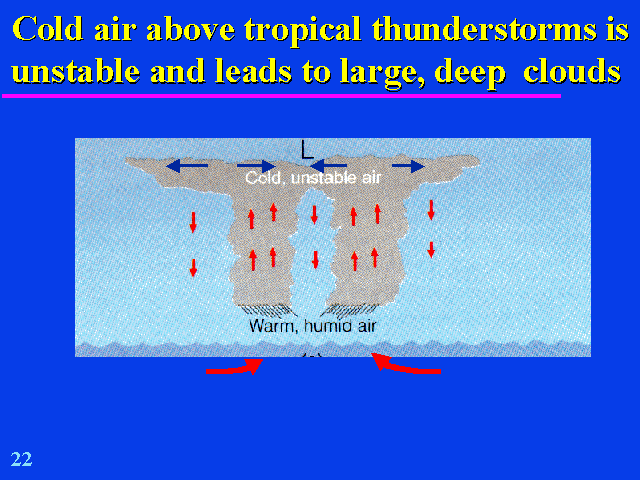 Cold air above tropical thunderstorms is
unstable and leads to large, deep clouds
L
Cold, unstable air
Warm, humid air
22